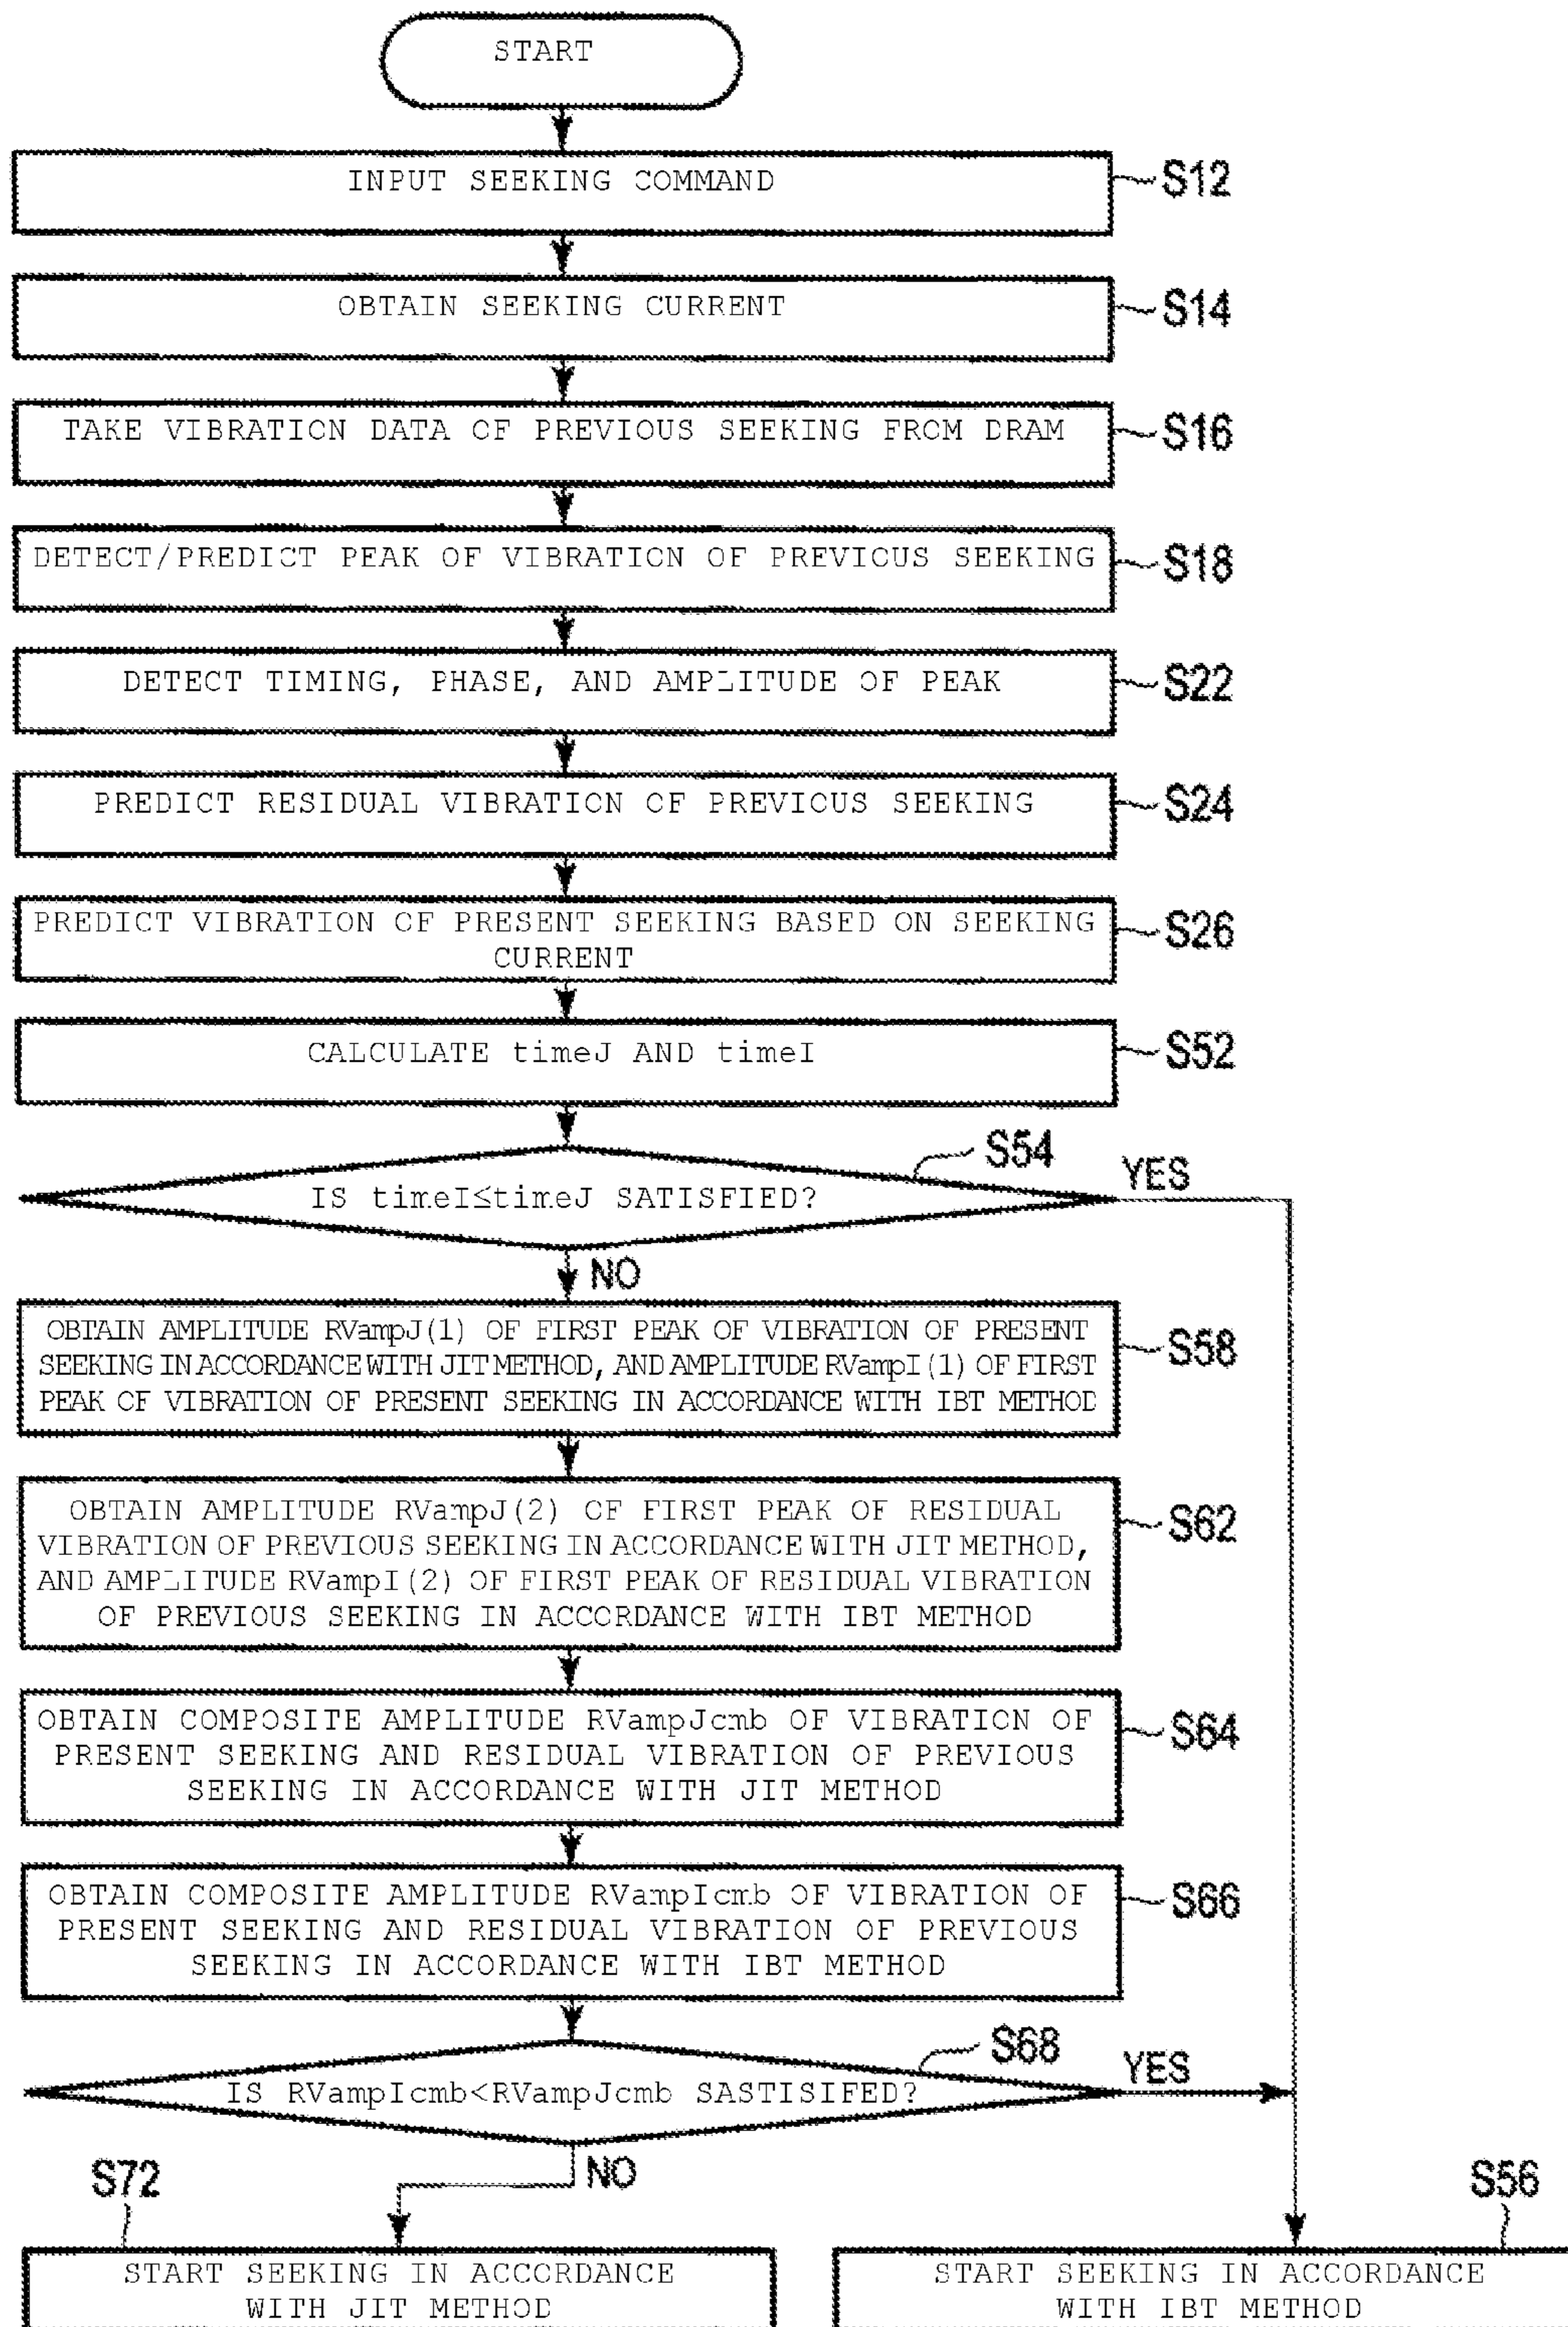 START
INPUT SEEKING COMMAND
S12
OBTAIN SEEKING CURRENT
S14
TAKE VIBRATION DATA OF PREVIOUS SEEKING FROM DRAM
S16
DETECT/PREDICT PEAK OF VIBRATION OF PREVIOUS SEEKING
S18
DETECT TIMING, PHASE, AND AMPLITUDE OF PEAK
S22
PREDICT RESIDUAL VIBRATION OF PREVIOUS SEEKING
S24
PREDICT VIBRATION OF PRESENT SEEKING BASED ON SEEKING
CURRENT
S26
CALCULATE timeJ AND timeI
S52
S54
IS timeI≤timeJ SATISFIED?
YES
NO
OBTAIN AMPLITUDE RVampJ(1) OF FIRST PEAK OF VIBRATION OF PRESENT
SEEKING IN ACCORDANCE WITH JIT METHOD, AND AMPLITUDE RVampI(1) OF FIRST
PEAK OF VIBRATION OF PRESENT SEEKING IN ACCORDANCE WITH IBT METHOD
S58
OBTAIN AMPLITUDE RVampJ(2) OF FIRST PEAK OF RESIDUAL
VIBRATION OF PREVIOUS SEEKING IN ACCORDANCE WITH JIT METHOD,
AND AMPLITUDE RVampI(2) OF FIRST PEAK OF RESIDUAL VIBRATION
OF PREVIOUS SEEKING IN ACCORDANCE WITH IBT METHOD
S62
OBTAIN COMPOSITE AMPLITUDE RVampJcmb OF VIBRATION OF
PRESENT SEEKING AND RESIDUAL VIBRATION OF PREVIOUS
SEEKING IN ACCORDANCE WITH JIT METHOD
S64
OBTAIN COMPOSITE AMPLITUDE RVampIcmb OF VIBRATION OF
PRESENT SEEKING AND RESIDUAL VIBRATION OF PREVIOUS
SEEKING IN ACCORDANCE WITH IBT METHOD
S66
S68
IS RVampIcmb<RVampJcmb SASTISIFED?
YES
NO
S72
START SEEKING IN ACCORDANCE
WITH JIT METHOD
S56
START SEEKING IN ACCORDANCE
WITH IBT METHOD